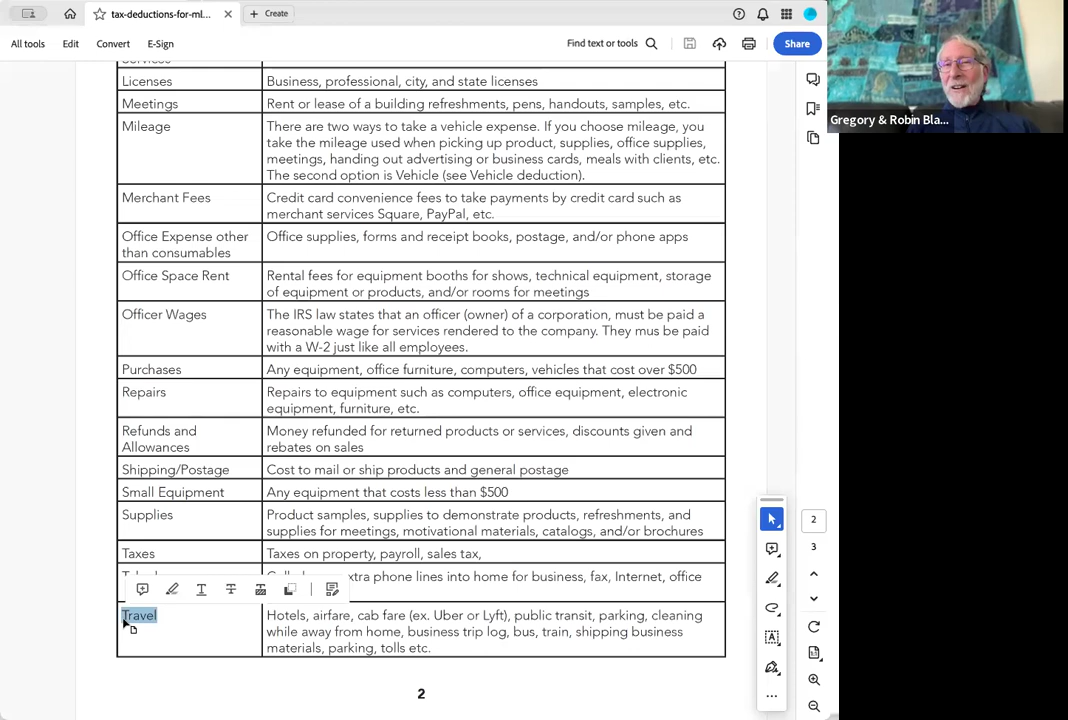 tax-deductions-for-ml...
Create
All tools
Edit
Convert
E-Sign
Find text or tools
Share
Gregory & Robin Bla...
Licenses
Business, professional, city, and state licenses
Meetings
Rent or lease of a building refreshments, pens, handouts, samples, etc.
Mileage
There are two ways to take a vehicle expense. If you choose mileage, you
take the mileage used when picking up product, supplies, office supplies,
meetings, handing out advertising or business cards, meals with clients, etc.
The second option is Vehicle (see Vehicle deduction).
Merchant Fees
Credit card convenience fees to take payments by credit card such as
merchant services Square, PayPal, etc.
Office Expense other
than consumables
Office supplies, forms and receipt books, postage, and/or phone apps
Office Space Rent
Rental fees for equipment booths for shows, technical equipment, storage
of equipment or products, and/or rooms for meetings
Officer Wages
The IRS law states that an officer (owner) of a corporation, must be paid a
reasonable wage for services rendered to the company. They mus be paid
with a W-2 just like all employees.
Purchases
Any equipment, office furniture, computers, vehicles that cost over $500
Repairs
Repairs to equipment such as computers, office equipment, electronic
equipment, furniture, etc.
Refunds and
Allowances
Money refunded for returned products or services, discounts given and
rebates on sales
Shipping/Postage
Cost to mail or ship products and general postage
Small Equipment
Any equipment that costs less than $500
Supplies
Product samples, supplies to demonstrate products, refreshments, and
supplies for meetings, motivational materials, catalogs, and/or brochures
Taxes
Taxes on property, payroll, sales tax,
extra phone lines into home for business, fax, Internet, office
Travel
Hotels, airfare, cab fare (ex. Uber or Lyft), public transit, parking, cleaning
while away from home, business trip log, bus, train, shipping business
materials, parking, tolls etc.
2
2
3